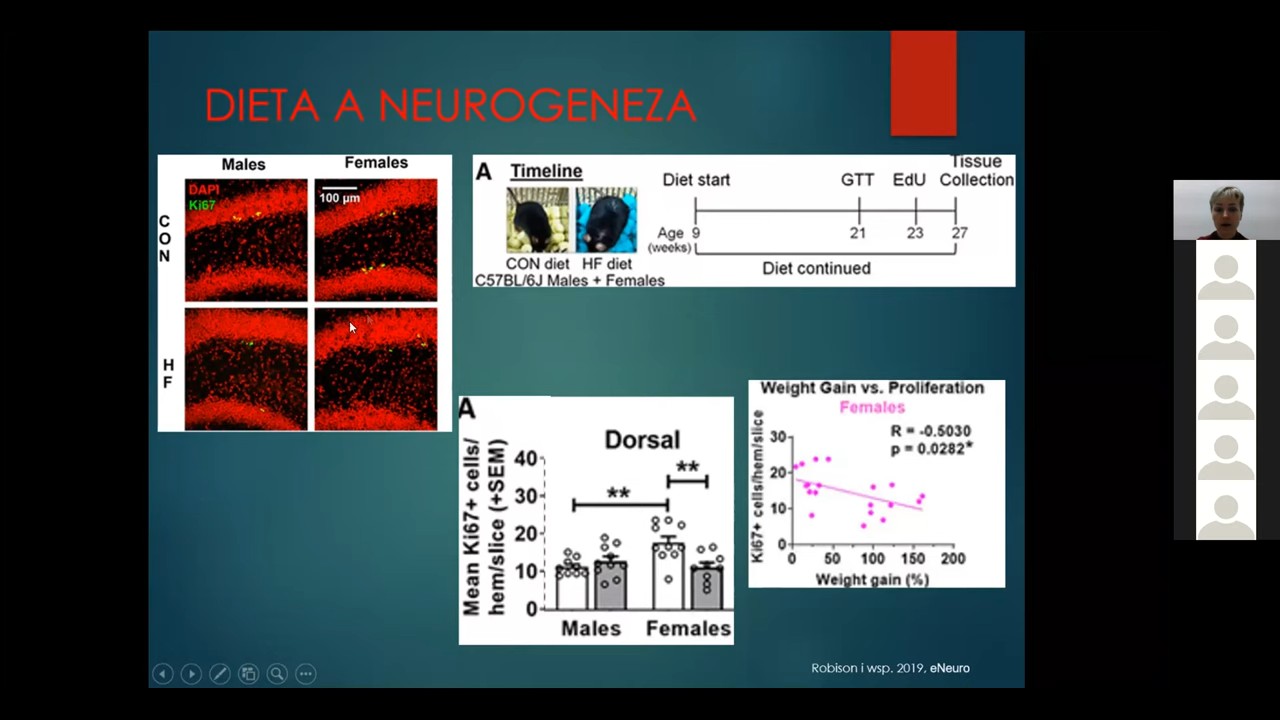 DIETA A NEUROGENEZA
Males Females
DAPI
Ki67
100 µm
C
O
N
H
F
A Timeline
CON diet HF diet
C57BL/6J Males + Females
Diet start GTT EdU Tissue
Collection
Age 9 21 23 27
(weeks)
Diet continued
A
Dorsal
Mean Ki67+ cells/
hem/slice (+SEM)
40
30
20
10
0
**
**
Males Females
Weight Gain vs. Proliferation
Females
R = -0.5030
p = 0.0282*
Ki67+ cells/hem/slice
30
20
10
0
0 50 100 150 200
Weight gain (%)
Robison i wsp. 2019, eNeuro